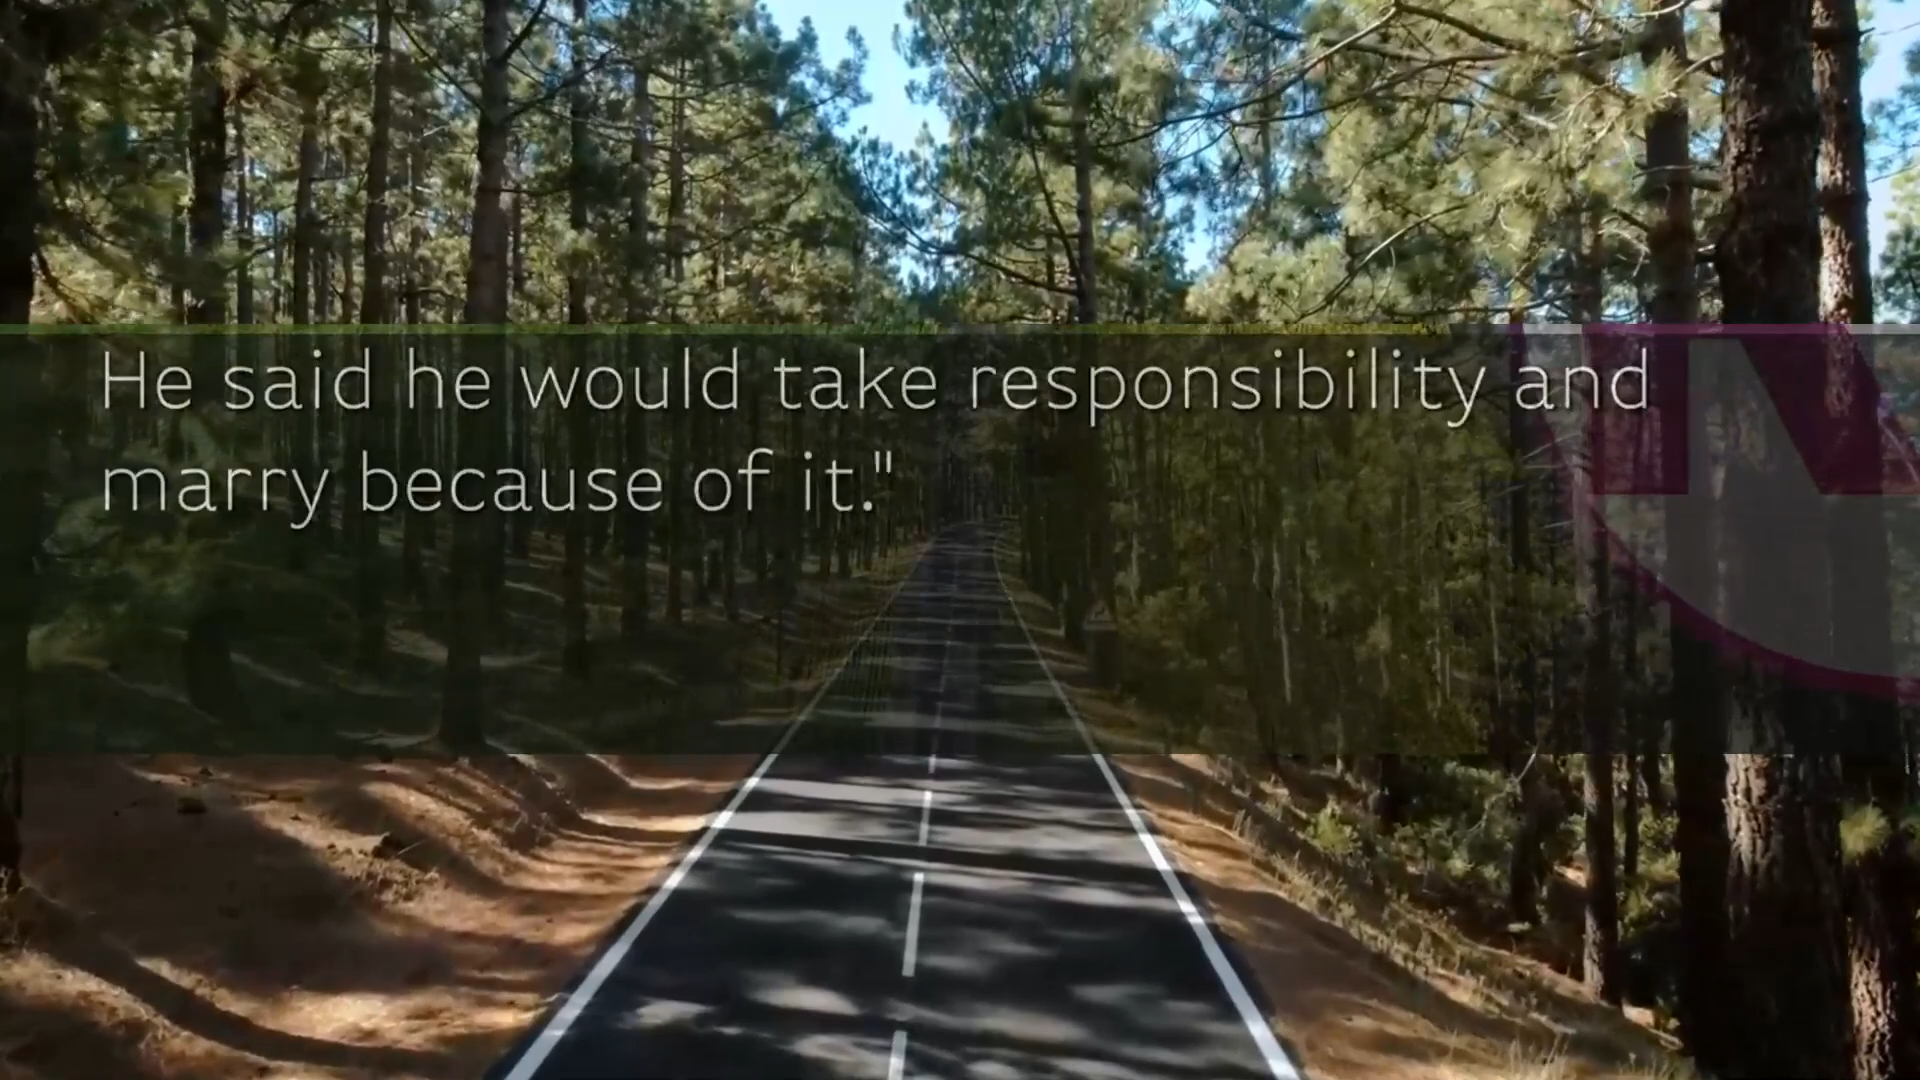 He said he would take responsibility and
marry because of it."